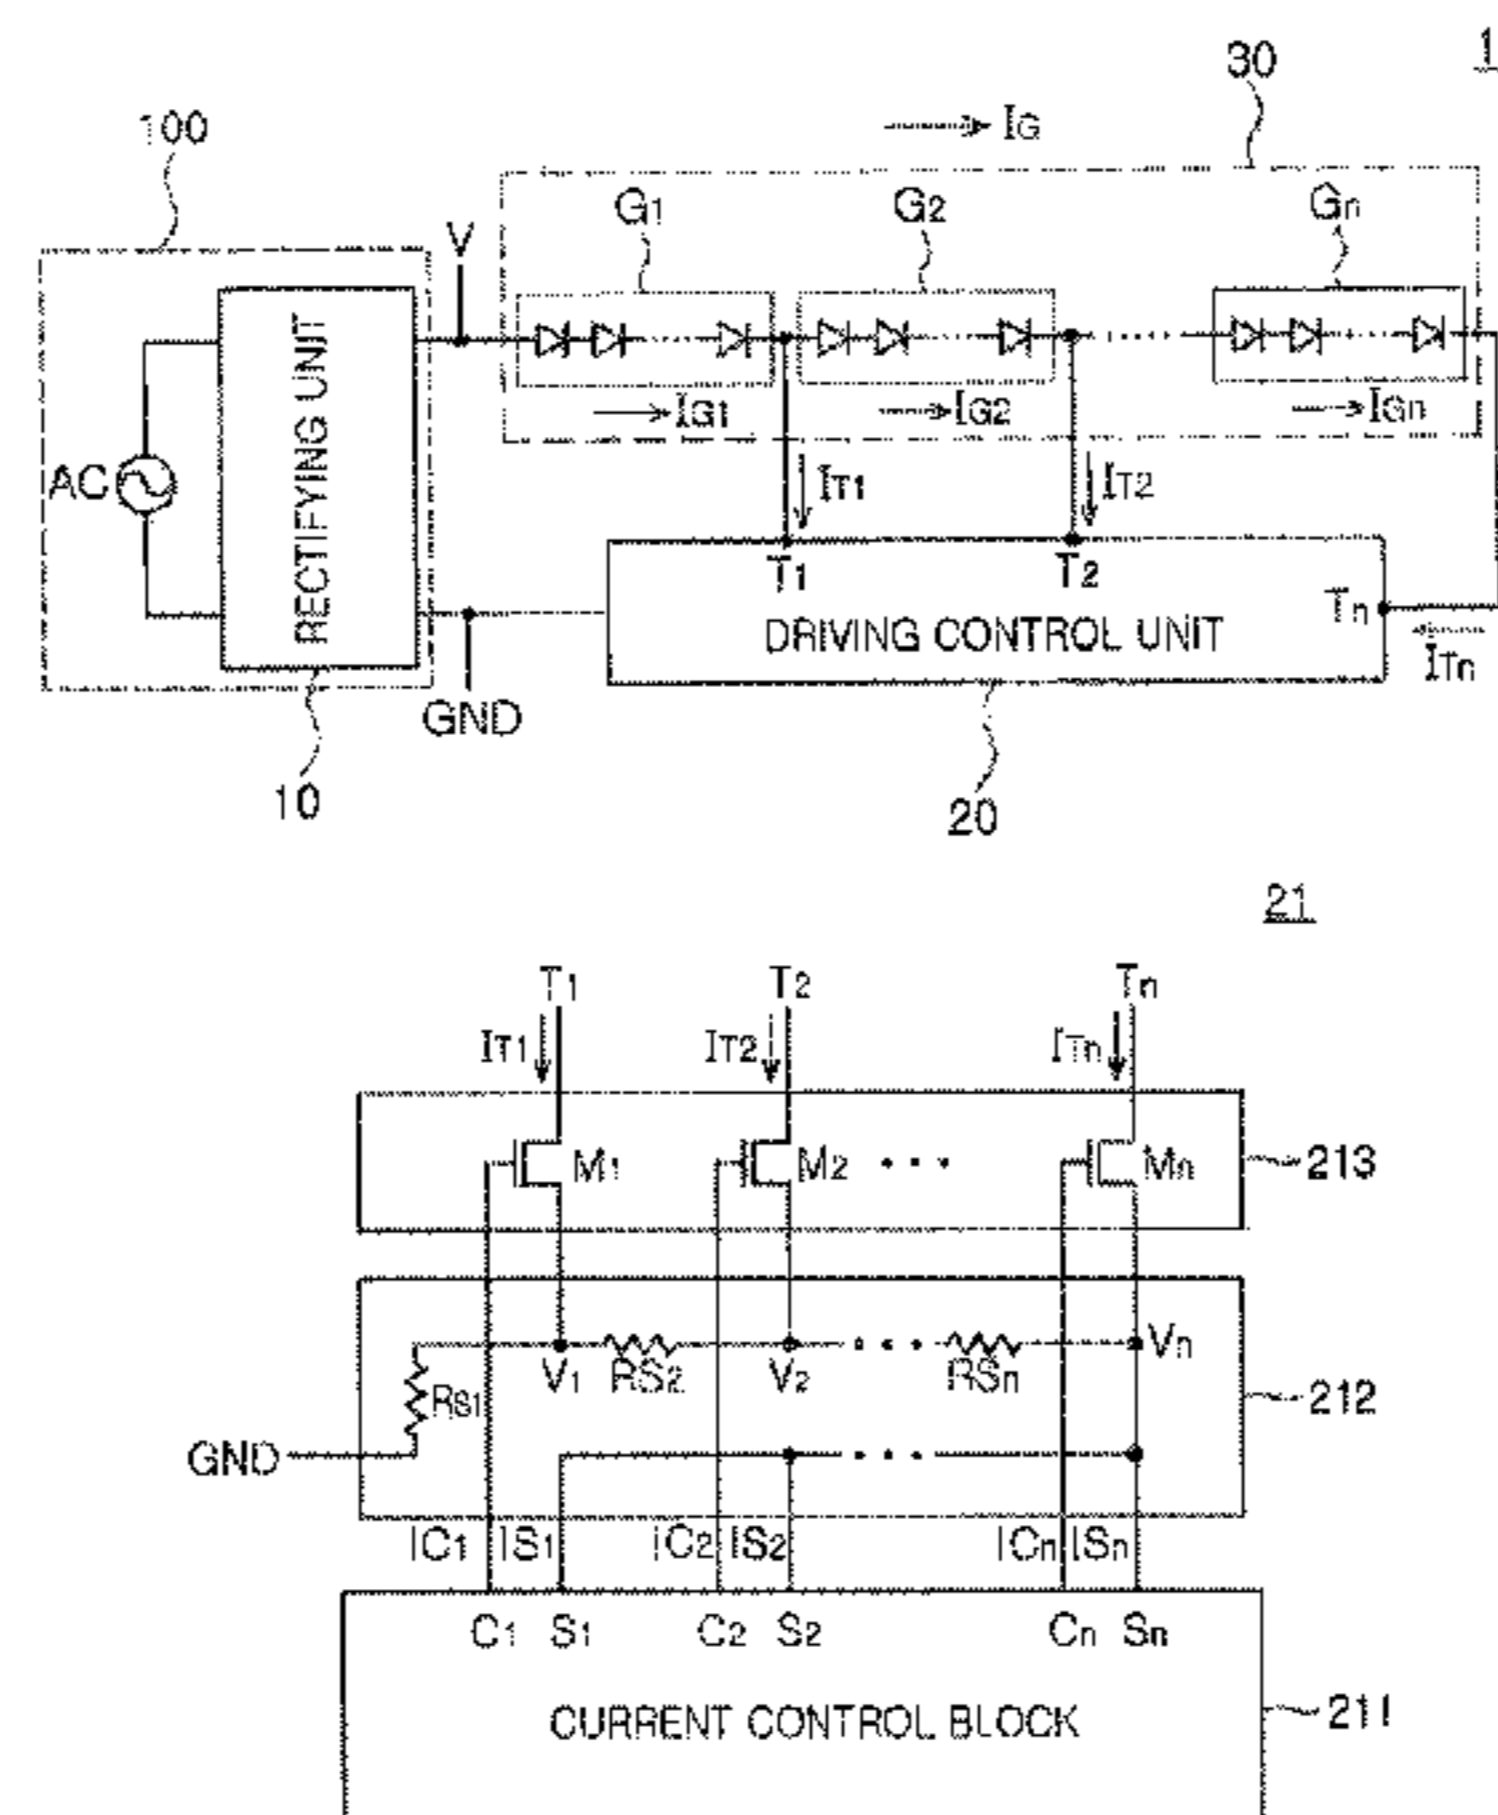 1
30
100
IG
G1 G2 Gn
V
RECTIFYING UNIT
IG1 IG2 IGn
AC
IT1 IT2
T1 T2 Tn
DRIVING CONTROL UNIT
ITn
GND
10
20
21
T1 T2 Tn
IT1 IT2 ITn
M1 M2 Mn
213
V1 RS2 V2 RSn Vn
RS1
212
GND
IC1 IS1 IC2 IS2 ICn ISn
C1 S1 C2 S2 Cn Sn
CURRENT CONTROL BLOCK
211